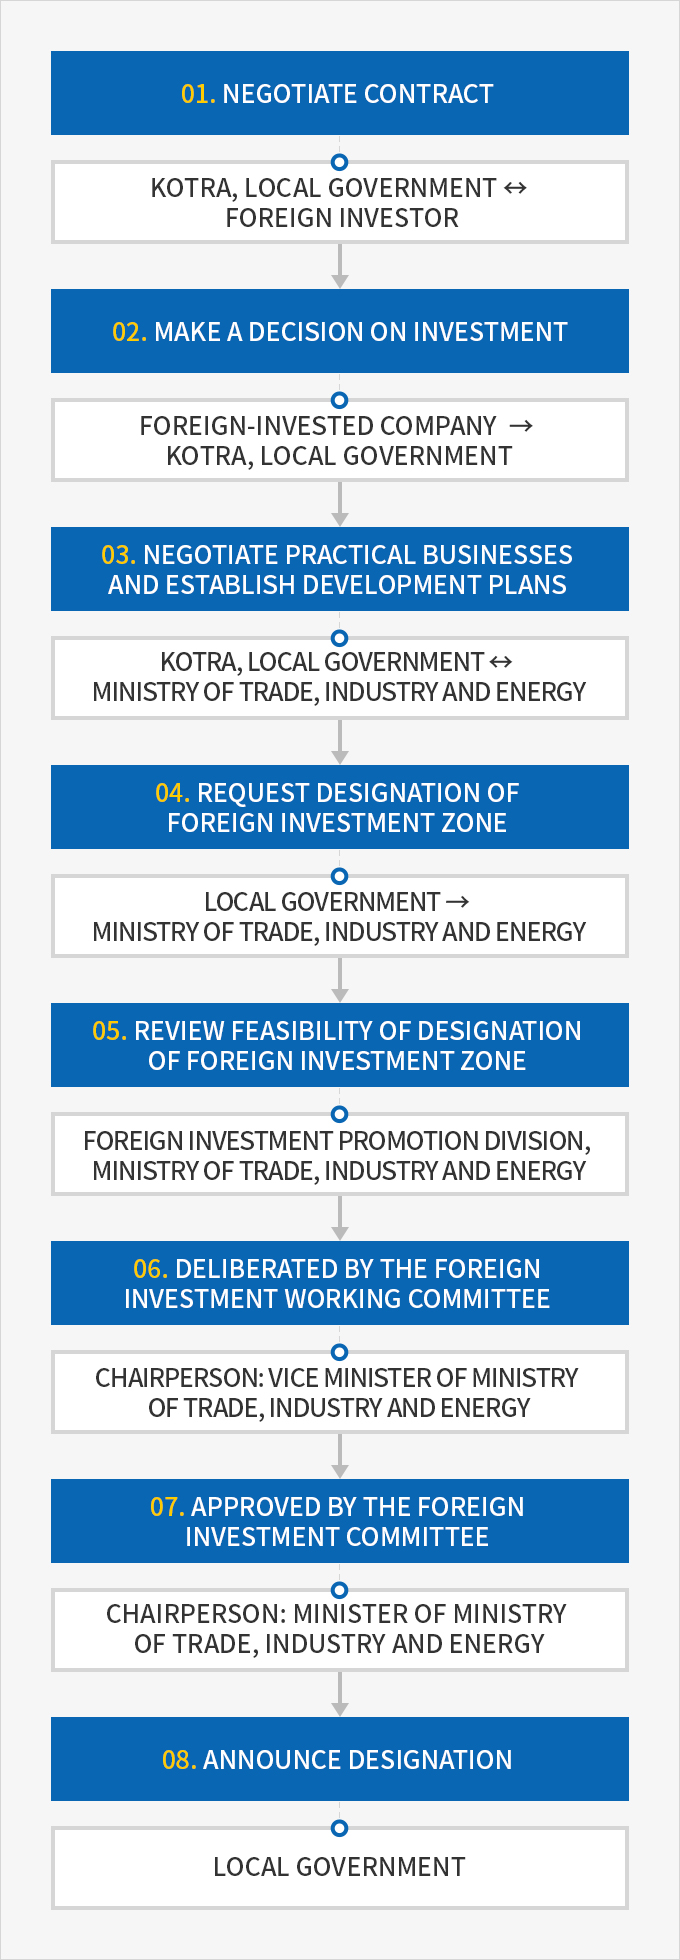 01. NEGOTIATE CONTRACT
KOTRA, LOCAL GOVERNMENT ↔
FOREIGN INVESTOR
02. MAKE A DECISION ON INVESTMENT
FOREIGN-INVESTED COMPANY →
KOTRA, LOCAL GOVERNMENT
03. NEGOTIATE PRACTICAL BUSINESSES
AND ESTABLISH DEVELOPMENT PLANS
KOTRA, LOCAL GOVERNMENT ↔
MINISTRY OF TRADE, INDUSTRY AND ENERGY
04. REQUEST DESIGNATION OF
FOREIGN INVESTMENT ZONE
LOCAL GOVERNMENT →
MINISTRY OF TRADE, INDUSTRY AND ENERGY
05. REVIEW FEASIBILITY OF DESIGNATION
OF FOREIGN INVESTMENT ZONE
FOREIGN INVESTMENT PROMOTION DIVISION,
MINISTRY OF TRADE, INDUSTRY AND ENERGY
06. DELIBERATED BY THE FOREIGN
INVESTMENT WORKING COMMITTEE
CHAIRPERSON: VICE MINISTER OF MINISTRY
OF TRADE, INDUSTRY AND ENERGY
07. APPROVED BY THE FOREIGN
INVESTMENT COMMITTEE
CHAIRPERSON: MINISTER OF MINISTRY
OF TRADE, INDUSTRY AND ENERGY
08. ANNOUNCE DESIGNATION
LOCAL GOVERNMENT